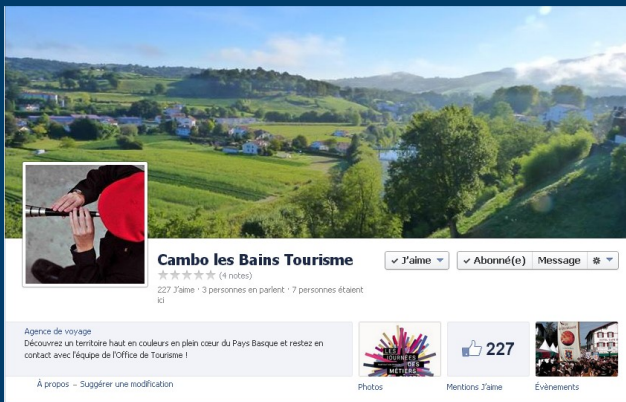 Cambo les Bains Tourisme
J'aime
Abonné(e)
Message
(4 notes)
227 J'aime · 3 personnes en parlent · 7 personnes étaient
ici
Agence de voyage
Découvrez un territoire haut en couleurs en plein cœur du Pays Basque et restez en
contact avec l'équipe de l'Office de Tourisme !
À propos – Suggérer une modification
LES
JOURNÉES
DES
MÉTIERS
227
Photos
Mentions J'aime
Évènements